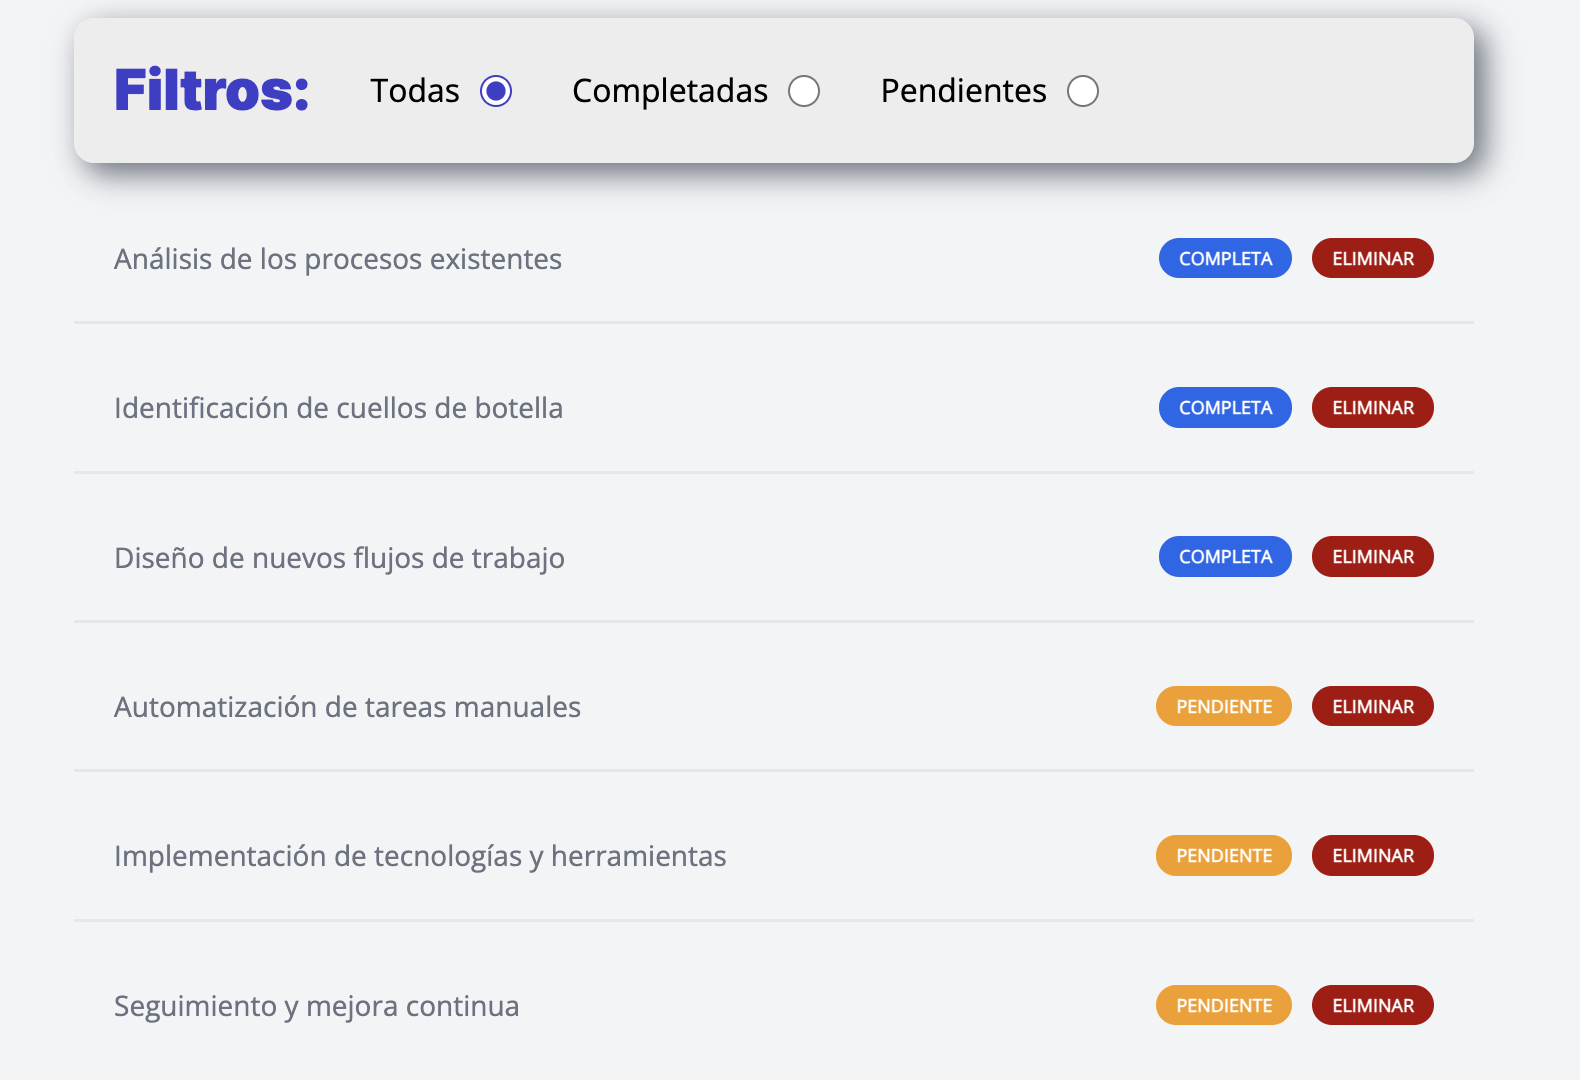 Filtros: Todas Completadas Pendientes
Análisis de los procesos existentes COMPLETA ELIMINAR
Identificación de cuellos de botella COMPLETA ELIMINAR
Diseño de nuevos flujos de trabajo COMPLETA ELIMINAR
Automatización de tareas manuales PENDIENTE ELIMINAR
Implementación de tecnologías y herramientas PENDIENTE ELIMINAR
Seguimiento y mejora continua PENDIENTE ELIMINAR